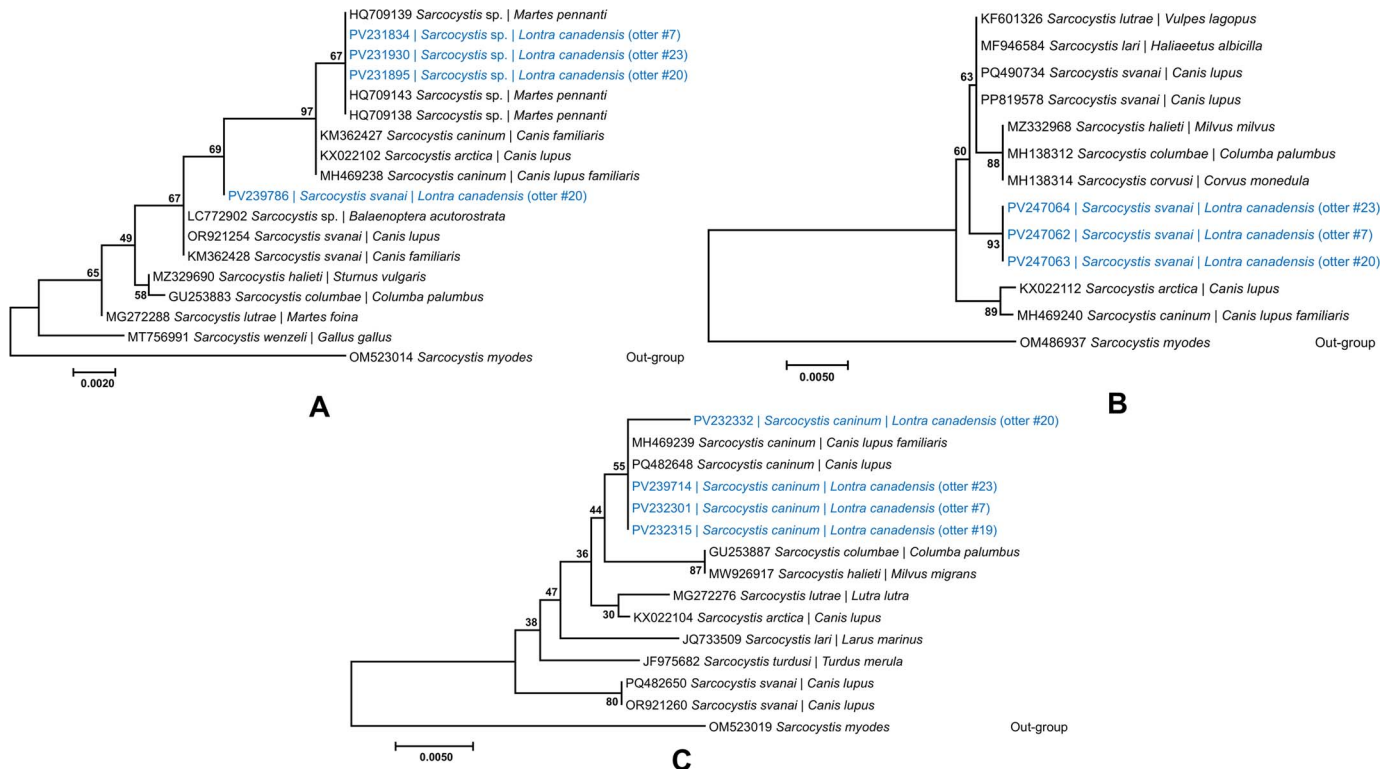 HQ709139 Sarcocystis sp. | Martes pennanti
PV231834 | Sarcocystis sp. | Lontra canadensis (otter #7)
67
PV231930 | Sarcocystis sp. | Lontra canadensis (otter #23)
PV231895 | Sarcocystis sp. | Lontra canadensis (otter #20)
HQ709143 Sarcocystis sp. | Martes pennanti
97
HQ709138 Sarcocystis sp. | Martes pennanti
KM362427 Sarcocystis caninum | Canis familiaris
69
KX022102 Sarcocystis arctica | Canis lupus
MH469238 Sarcocystis caninum | Canis lupus familiaris
67
PV239786 | Sarcocystis svanai | Lontra canadensis (otter #20)
LC772902 Sarcocystis sp. | Balaenoptera acutorostrata
49
OR921254 Sarcocystis svanai | Canis lupus
KM362428 Sarcocystis svanai | Canis familiaris
65
MZ329690 Sarcocystis halieti | Sturnus vulgaris
58
GU253883 Sarcocystis columbae | Columba palumbus
MG272288 Sarcocystis lutrae | Martes foina
MT756991 Sarcocystis wenzeli | Gallus gallus
OM523014 Sarcocystis myodes
Out-group
0.0020
A
KF601326 Sarcocystis lutrae | Vulpes lagopus
MF946584 Sarcocystis lari | Haliaeetus albicilla
63
PQ490734 Sarcocystis svanai | Canis lupus
PP819578 Sarcocystis svanai | Canis lupus
MZ332968 Sarcocystis halieti | Milvus milvus
60
MH138312 Sarcocystis columbae | Columba palumbus
88
MH138314 Sarcocystis corvusi | Corvus monedula
PV247064 | Sarcocystis svanai | Lontra canadensis (otter #23)
PV247062 | Sarcocystis svanai | Lontra canadensis (otter #7)
93
PV247063 | Sarcocystis svanai | Lontra canadensis (otter #20)
KX022112 Sarcocystis arctica | Canis lupus
89
MH469240 Sarcocystis caninum | Canis lupus familiaris
OM486937 Sarcocystis myodes
Out-group
0.0050
B
PV232332 | Sarcocystis caninum | Lontra canadensis (otter #20)
MH469239 Sarcocystis caninum | Canis lupus familiaris
55
PQ482648 Sarcocystis caninum | Canis lupus
PV239714 | Sarcocystis caninum | Lontra canadensis (otter #23)
44
PV232301 | Sarcocystis caninum | Lontra canadensis (otter #7)
PV232315 | Sarcocystis caninum | Lontra canadensis (otter #19)
36
GU253887 Sarcocystis columbae | Columba palumbus
87
MW926917 Sarcocystis halieti | Milvus migrans
47
MG272276 Sarcocystis lutrae | Lutra lutra
30
KX022104 Sarcocystis arctica | Canis lupus
38
JQ733509 Sarcocystis lari | Larus marinus
JF975682 Sarcocystis turdusi | Turdus merula
PQ482650 Sarcocystis svanai | Canis lupus
80
OR921260 Sarcocystis svanai | Canis lupus
OM523019 Sarcocystis myodes
Out-group
0.0050
C